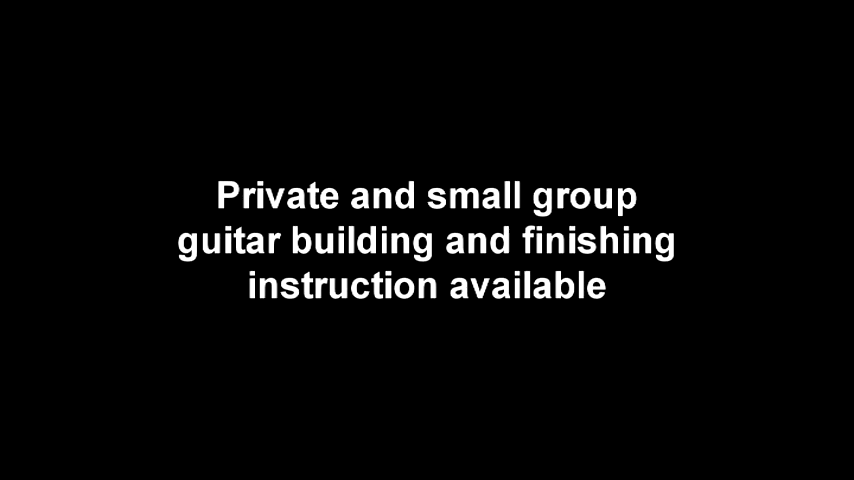 Private and small group
guitar building and finishing
instruction available